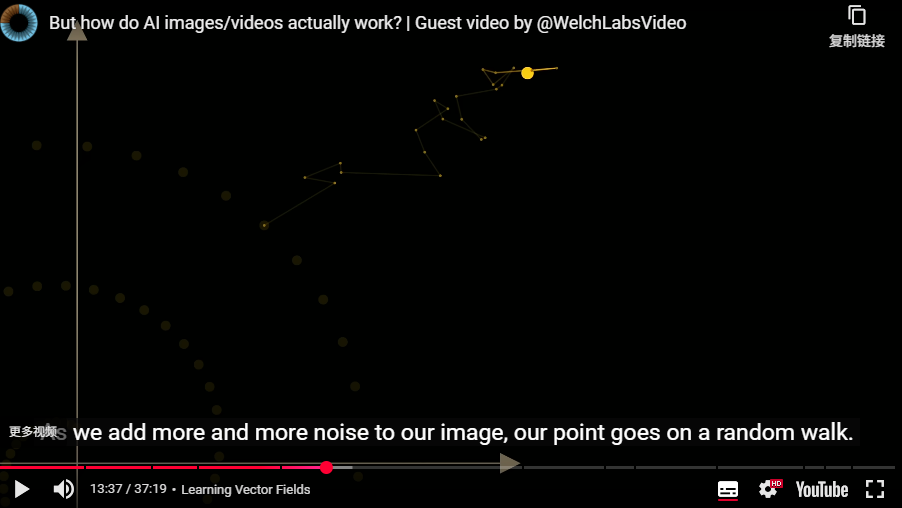 But how do AI images/videos actually work? | Guest video by @WelchLabsVideo
复制链接
更多视频
As we add more and more noise to our image, our point goes on a random walk.
13:37 / 37:19 • Learning Vector Fields
HD
YouTube